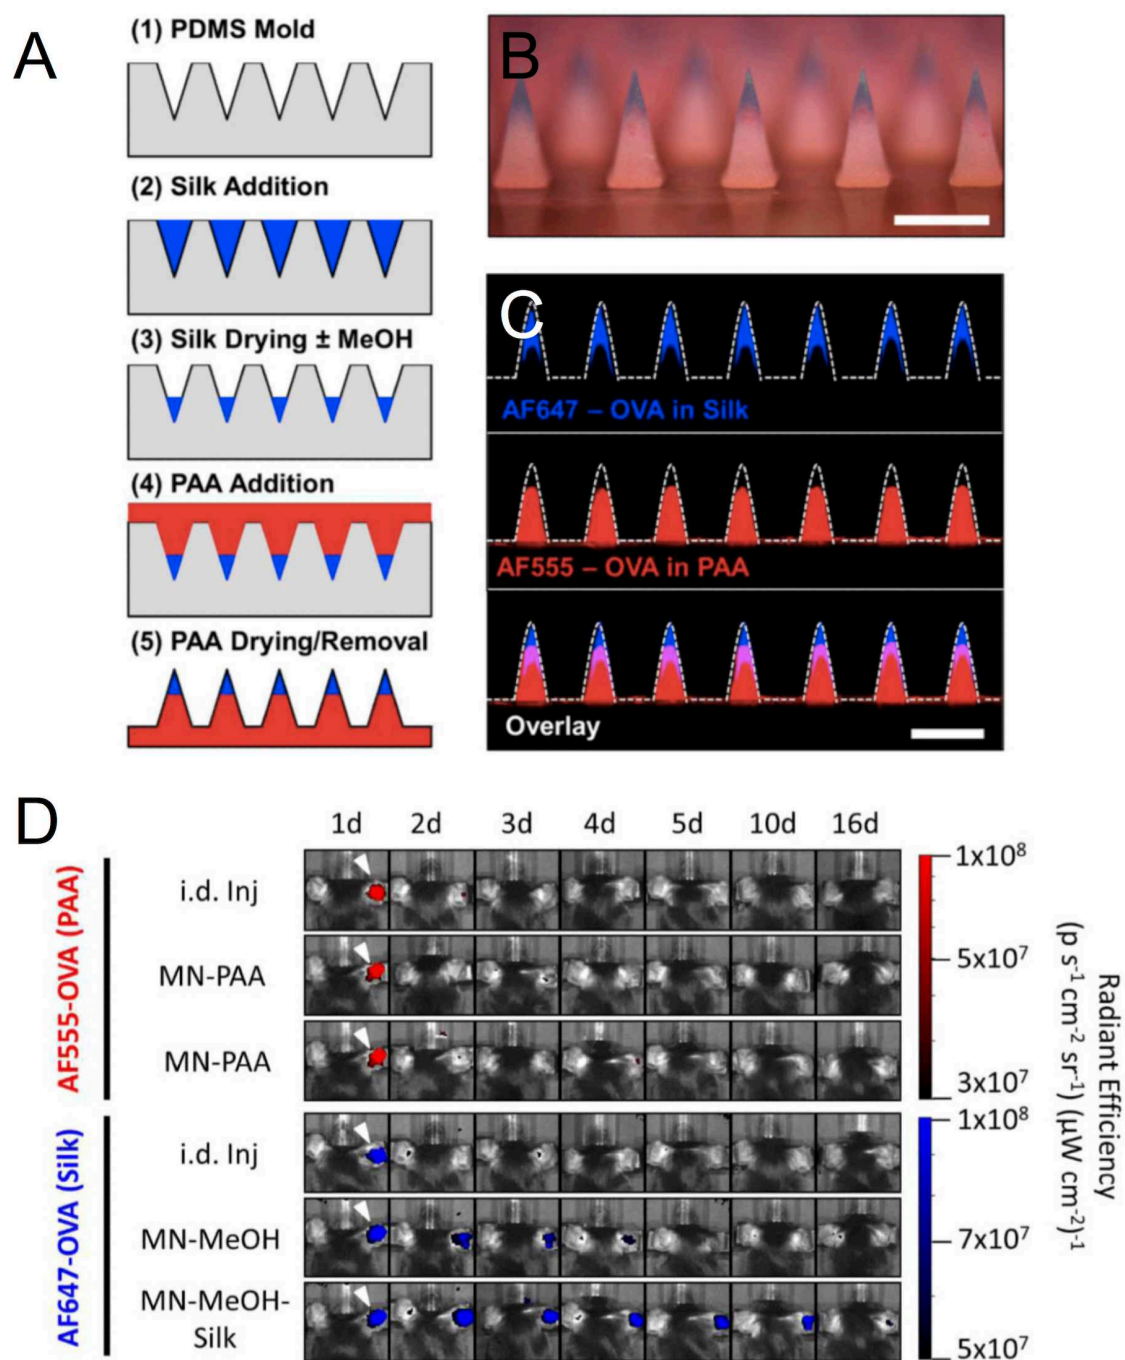 A
(1) PDMS Mold
(2) Silk Addition
(3) Silk Drying ± MeOH
(4) PAA Addition
(5) PAA Drying/Removal
B
C
AF647 – OVA in Silk
AF555 – OVA in PAA
Overlay
D
1d 2d 3d 4d 5d 10d 16d
AF555-OVA (PAA)
i.d. Inj
MN-PAA
MN-PAA
AF647-OVA (Silk)
i.d. Inj
MN-MeOH
MN-MeOH-
Silk
1x10⁸
5x10⁷
3x10⁷
1x10⁸
7x10⁷
5x10⁷
Radiant Efficiency
(p s⁻¹ cm⁻² sr⁻¹) (µW cm⁻²)⁻¹